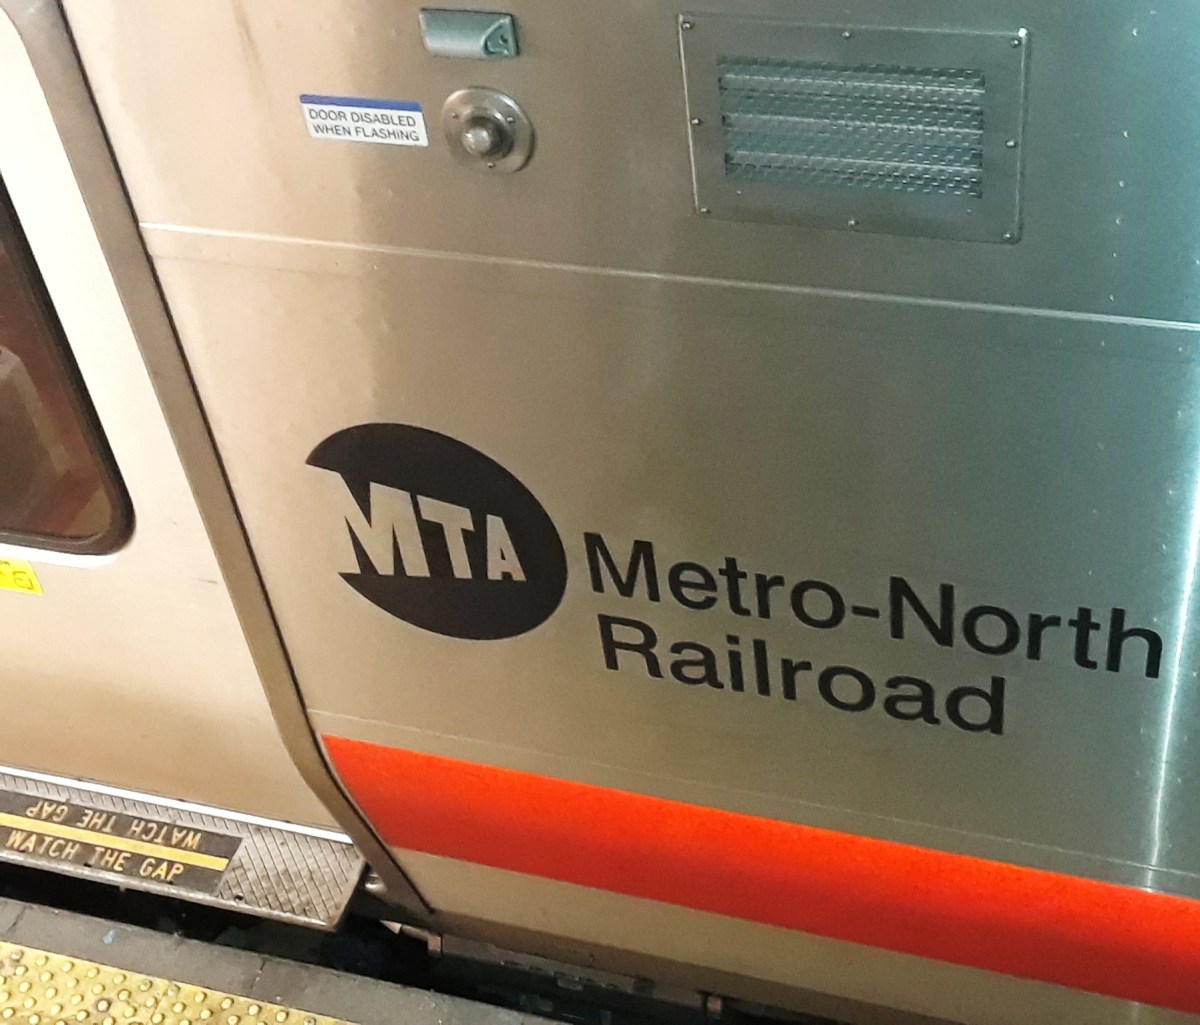 DOOR DISABLED
WHEN FLASHING
MTA
Metro-North
Railroad
WATCH THE GAP
WATCH THE GAP